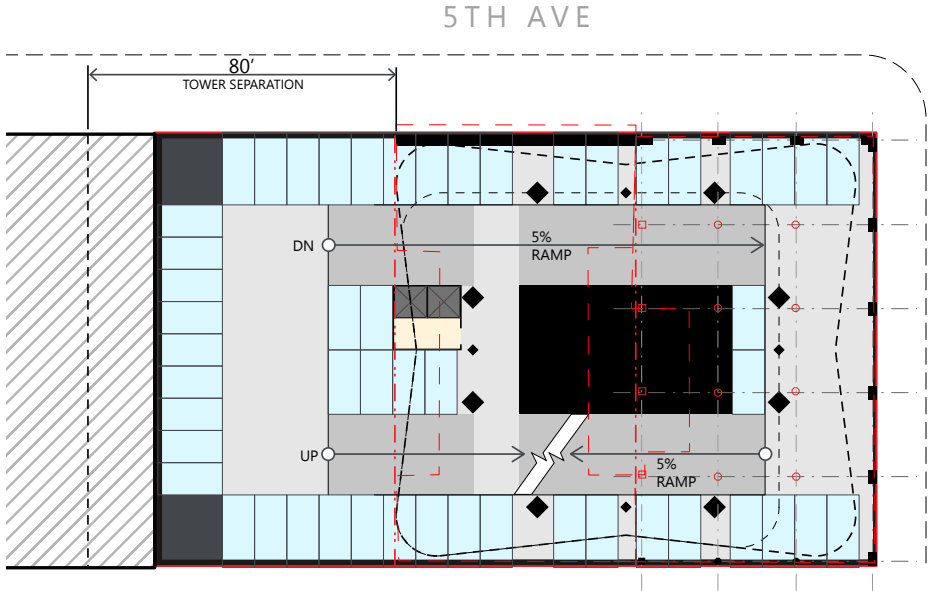 5TH AVE
80’
TOWER SEPARATION
DN
5%
RAMP
UP
5%
RAMP